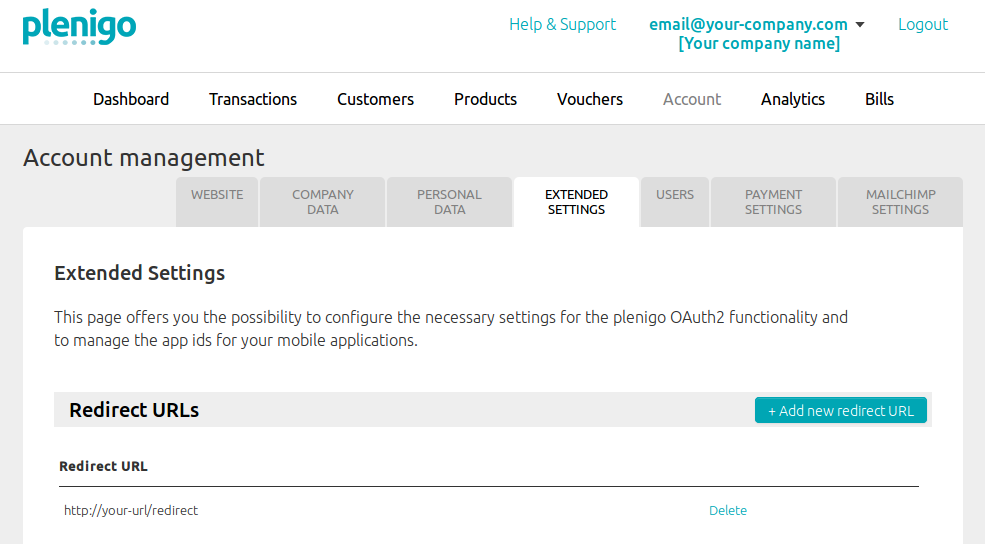 plenigo
Help & Support
email@your-company.com
Logout
[Your company name]
Dashboard Transactions Customers Products Vouchers Account Analytics Bills
Account management
WEBSITE
COMPANY
DATA
PERSONAL
DATA
EXTENDED
SETTINGS
USERS
PAYMENT
SETTINGS
MAILCHIMP
SETTINGS
Extended Settings
This page offers you the possibility to configure the necessary settings for the plenigo OAuth2 functionality and
to manage the app ids for your mobile applications.
Redirect URLs
+ Add new redirect URL
Redirect URL
http://your-url/redirect
Delete